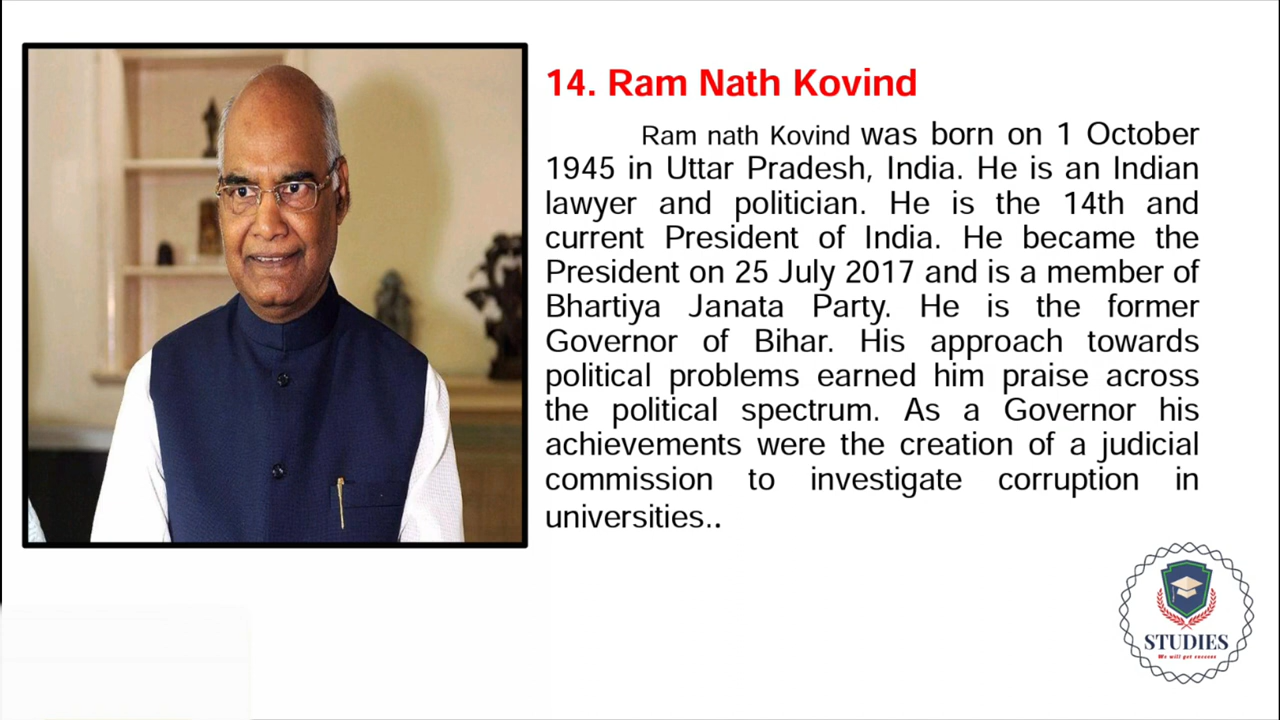 14. Ram Nath Kovind
Ram nath Kovind was born on 1 October
1945 in Uttar Pradesh, India. He is an Indian
lawyer and politician. He is the 14th and
current President of India. He became the
President on 25 July 2017 and is a member of
Bhartiya Janata Party. He is the former
Governor of Bihar. His approach towards
political problems earned him praise across
the political spectrum. As a Governor his
achievements were the creation of a judicial
commission to investigate corruption in
universities..
STUDIES
We will get success